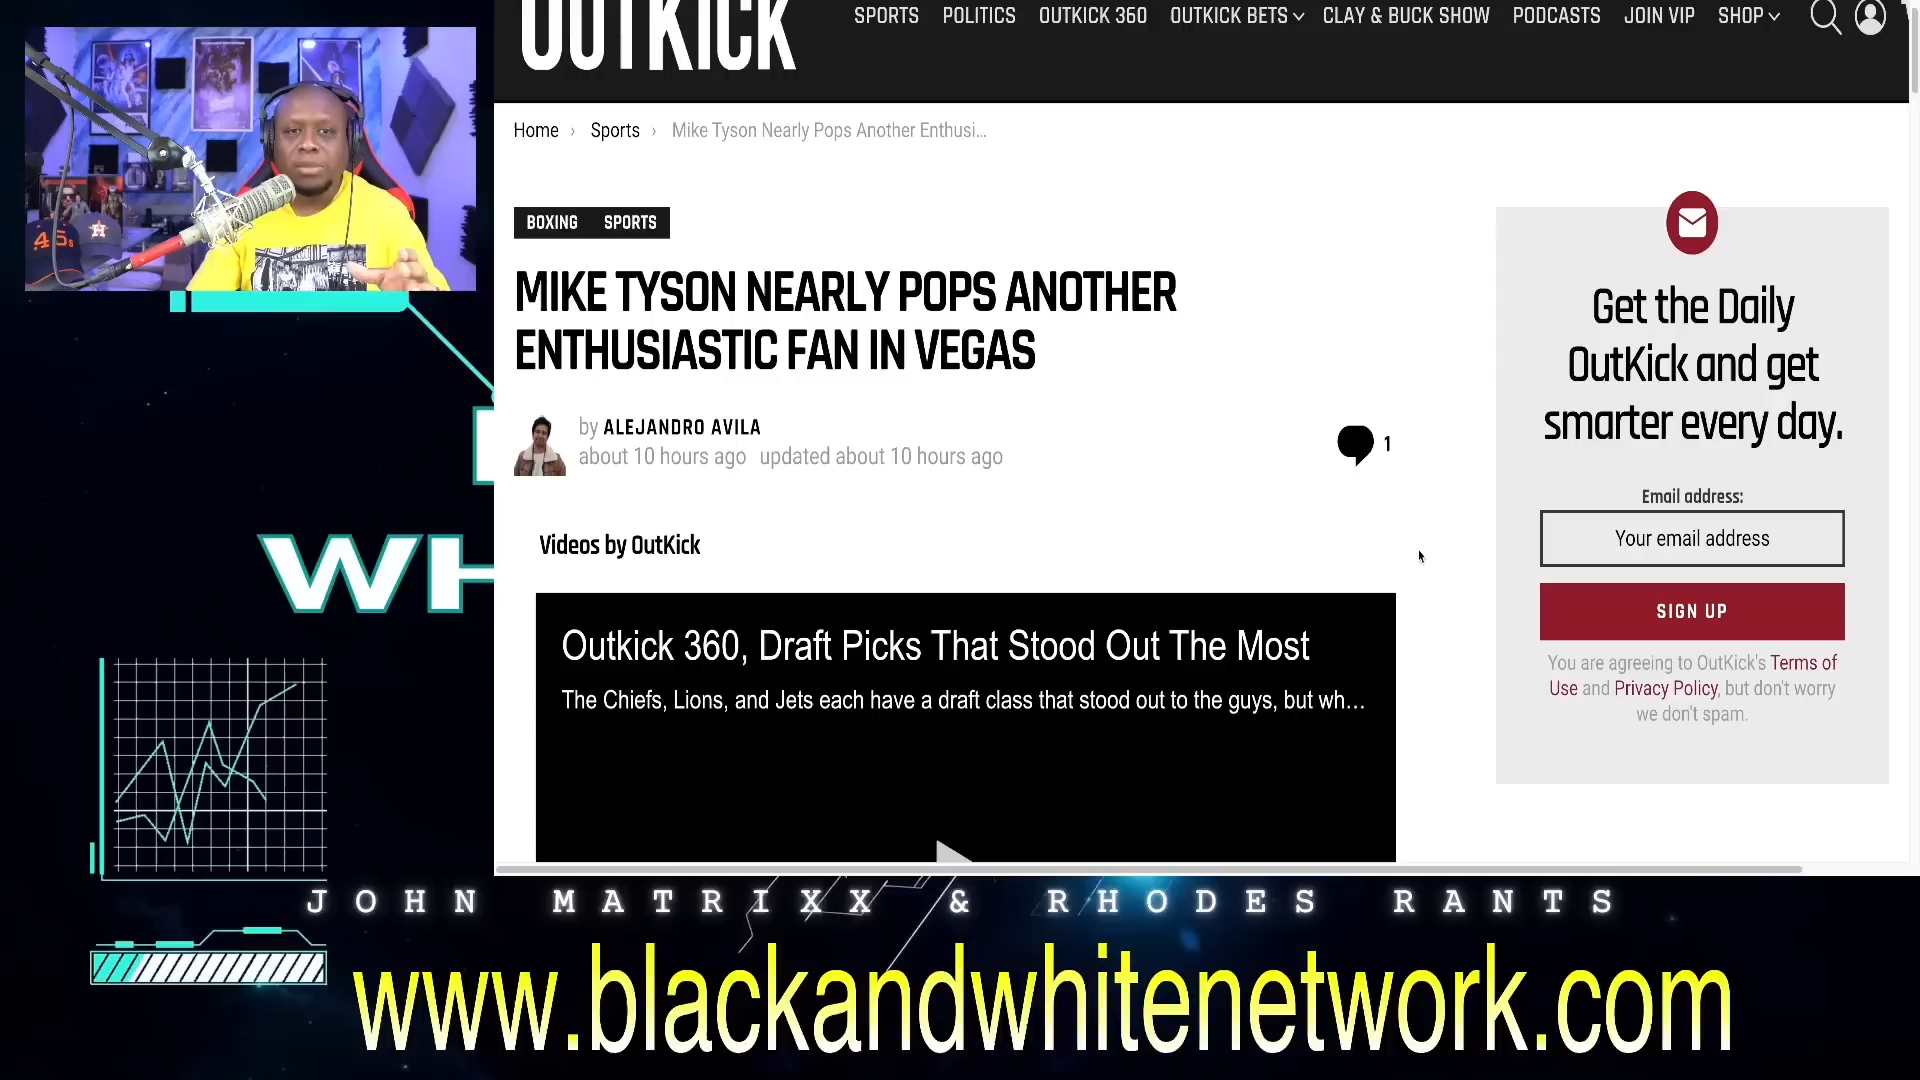 OUTKICK
SPORTS POLITICS OUTKICK 360 OUTKICK BETS CLAY & BUCK SHOW PODCASTS JOIN VIP SHOP
Home › Sports › Mike Tyson Nearly Pops Another Enthusi...
BOXING SPORTS
MIKE TYSON NEARLY POPS ANOTHER
ENTHUSIASTIC FAN IN VEGAS
by ALEJANDRO AVILA
about 10 hours ago updated about 10 hours ago
1
Videos by OutKick
Outkick 360, Draft Picks That Stood Out The Most
The Chiefs, Lions, and Jets each have a draft class that stood out to the guys, but wh...
Get the Daily
OutKick and get
smarter every day.
Email address:
Your email address
SIGN UP
You are agreeing to OutKick's Terms of
Use and Privacy Policy, but don't worry
we don't spam.
45s
WH
JOHN MATRIXX & RHODES RANTS
www.blackandwhitenetwork.com